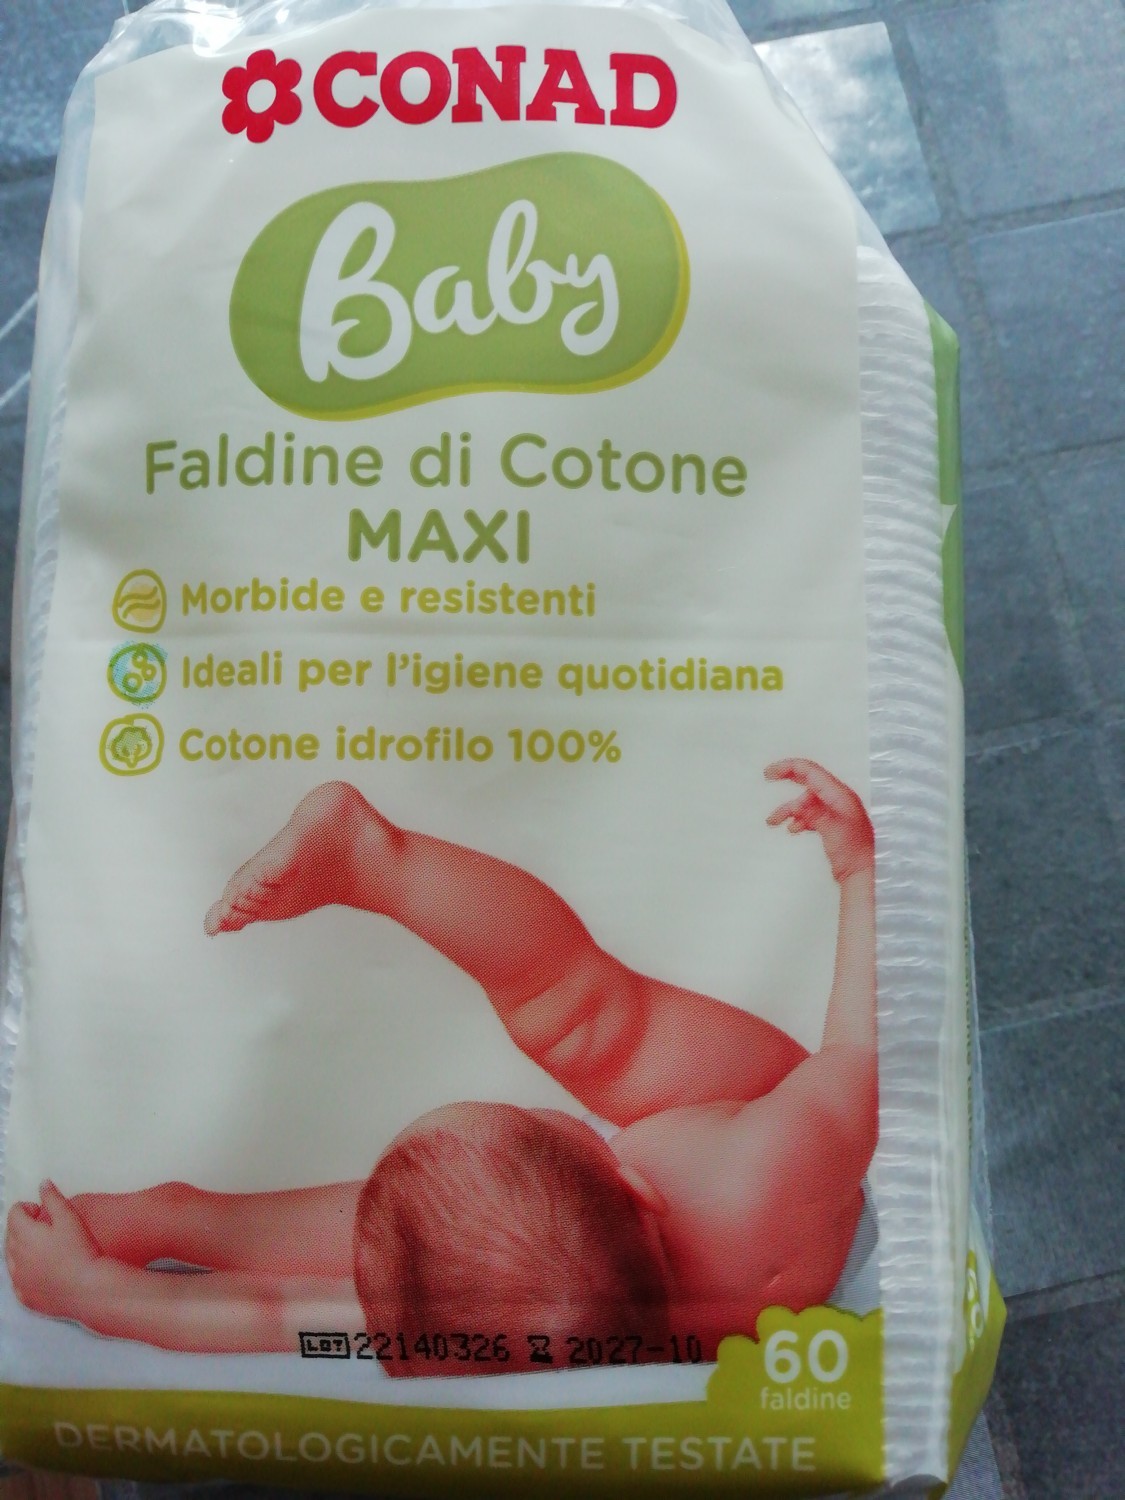 CONAD
Baby
Faldine di Cotone
MAXI
Morbide e resistenti
Ideali per l'igiene quotidiana
Cotone idrofilo 100%
LOT 22140326 2027-10
60
faldine
DERMATOLOGICAMENTE TESTATE